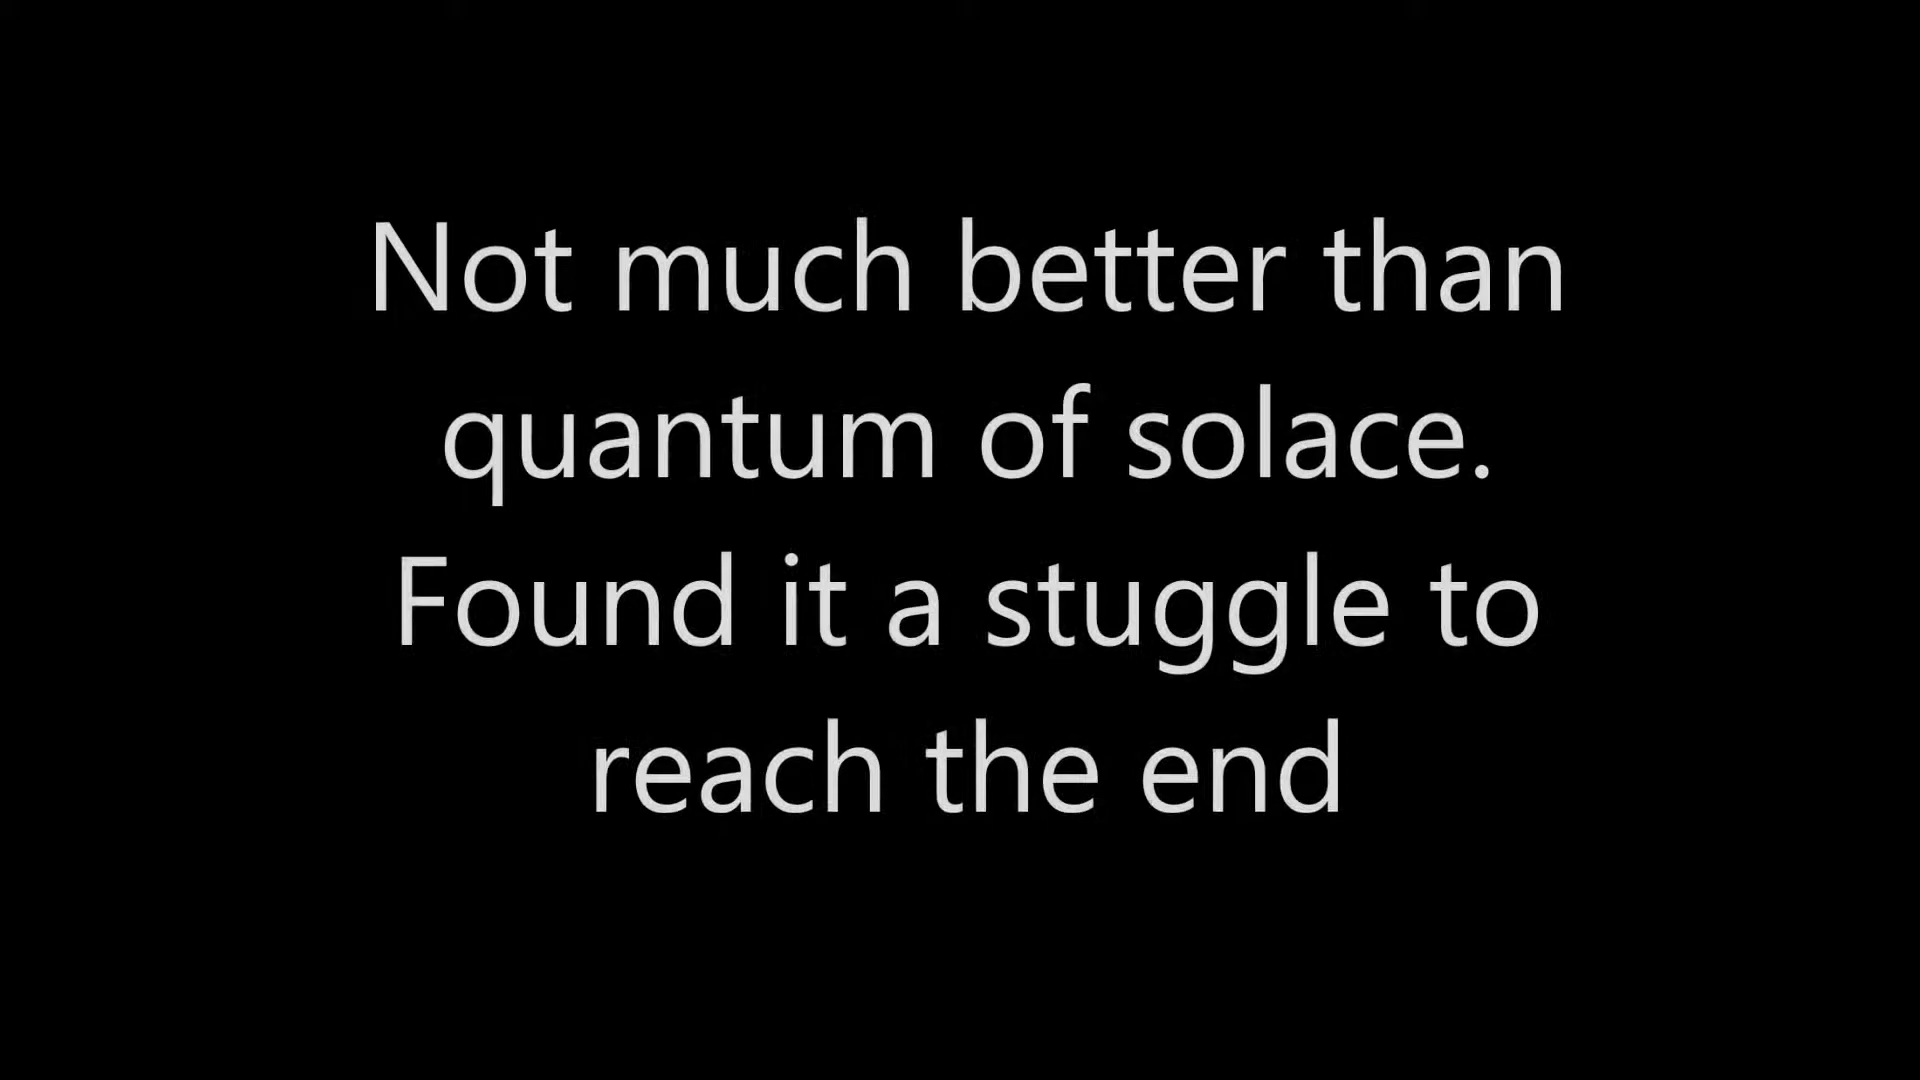 Not much better than
quantum of solace.
Found it a stuggle to
reach the end